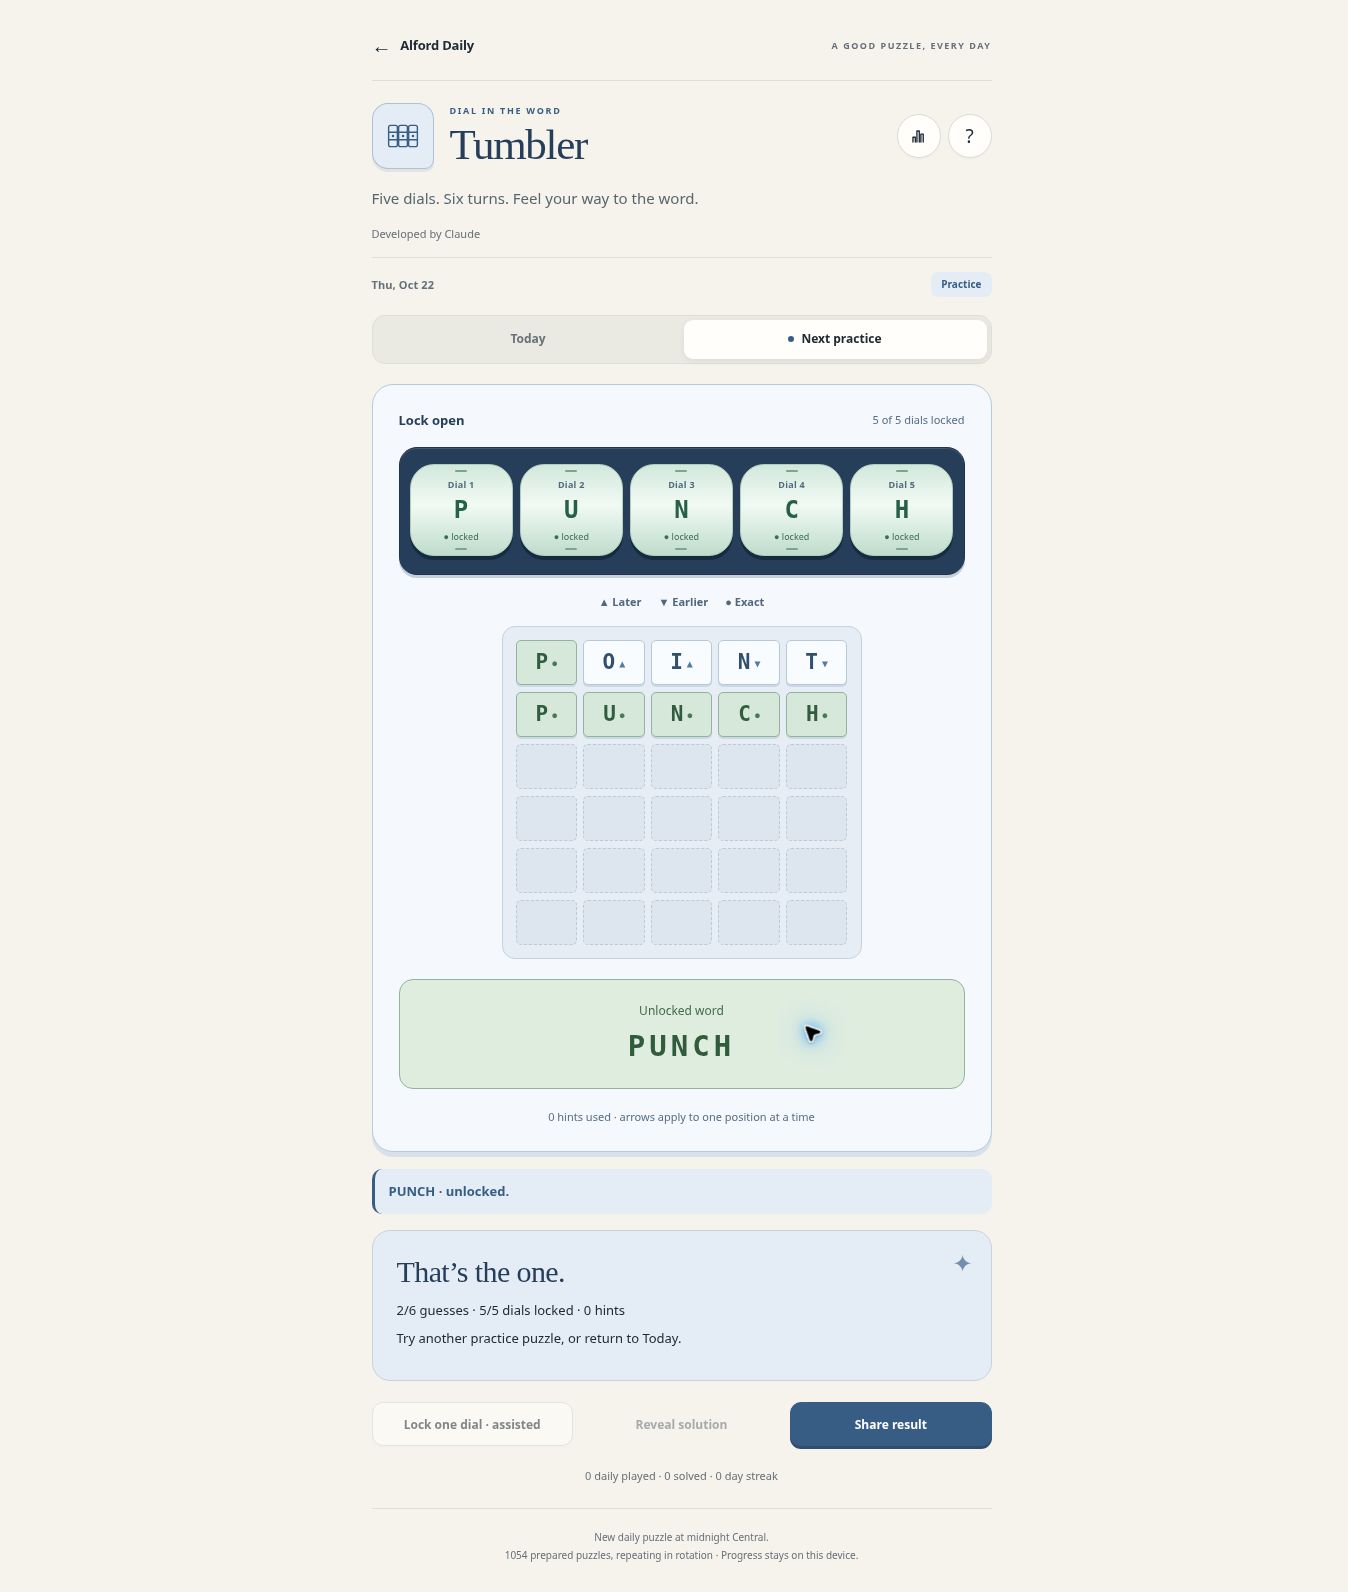 ← Alford Daily
A GOOD PUZZLE, EVERY DAY
DIAL IN THE WORD
Tumbler
?
Five dials. Six turns. Feel your way to the word.
Developed by Claude
Thu, Oct 22
Practice
Today
Next practice
Lock open
5 of 5 dials locked
Dial 1 Dial 2 Dial 3 Dial 4 Dial 5
P U N C H
● locked ● locked ● locked ● locked ● locked
▲ Later ▼ Earlier ● Exact
P● O▲ I▲ N▼ T▼
P● U● N● C● H●
Unlocked word
PUNCH
0 hints used · arrows apply to one position at a time
PUNCH · unlocked.
That’s the one.
2/6 guesses · 5/5 dials locked · 0 hints
Try another practice puzzle, or return to Today.
Lock one dial · assisted
Reveal solution
Share result
0 daily played · 0 solved · 0 day streak
New daily puzzle at midnight Central.
1054 prepared puzzles, repeating in rotation · Progress stays on this device.